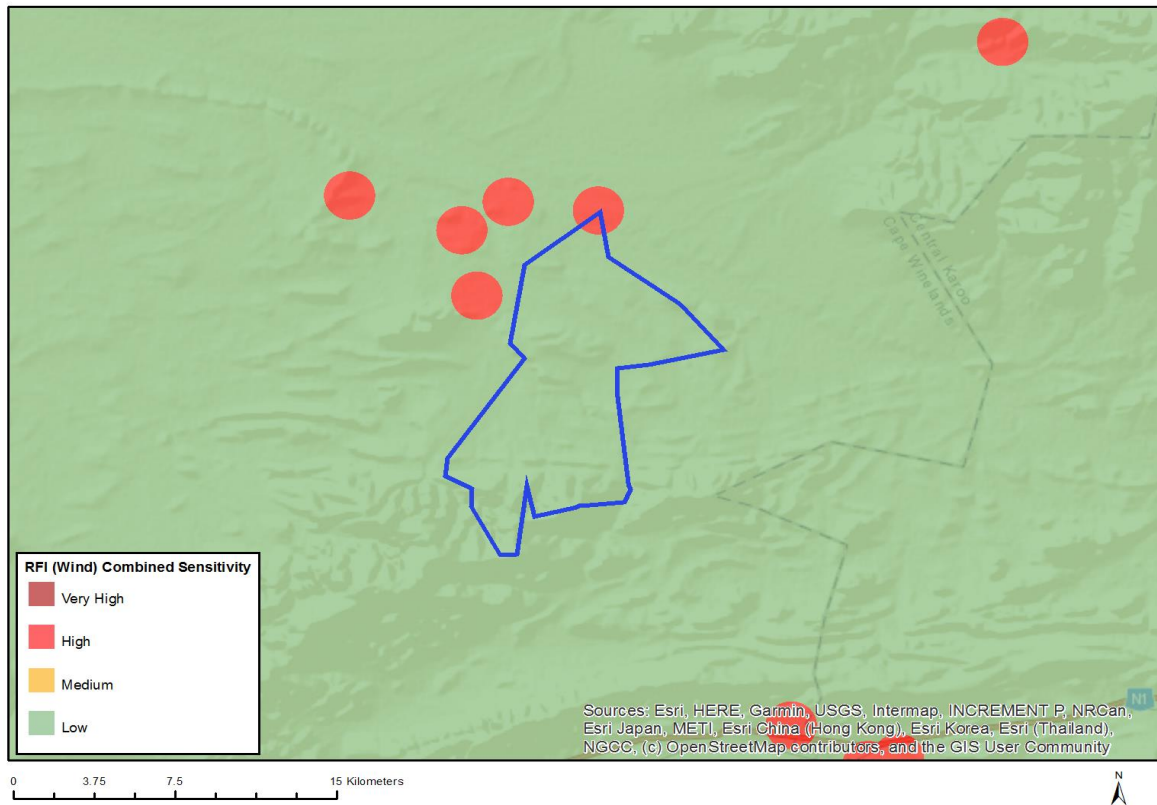 Central Karoo
Cape Winelands
RFI (Wind) Combined Sensitivity
Very High
High
Medium
Low
N1
Sources: Esri, HERE, Garmin, USGS, Intermap, INCREMENT P, NRCan,
Esri Japan, METI, Esri China (Hong Kong), Esri Korea, Esri (Thailand),
NGCC, (c) OpenStreetMap contributors, and the GIS User Community
0 3.75 7.5 15 Kilometers
N